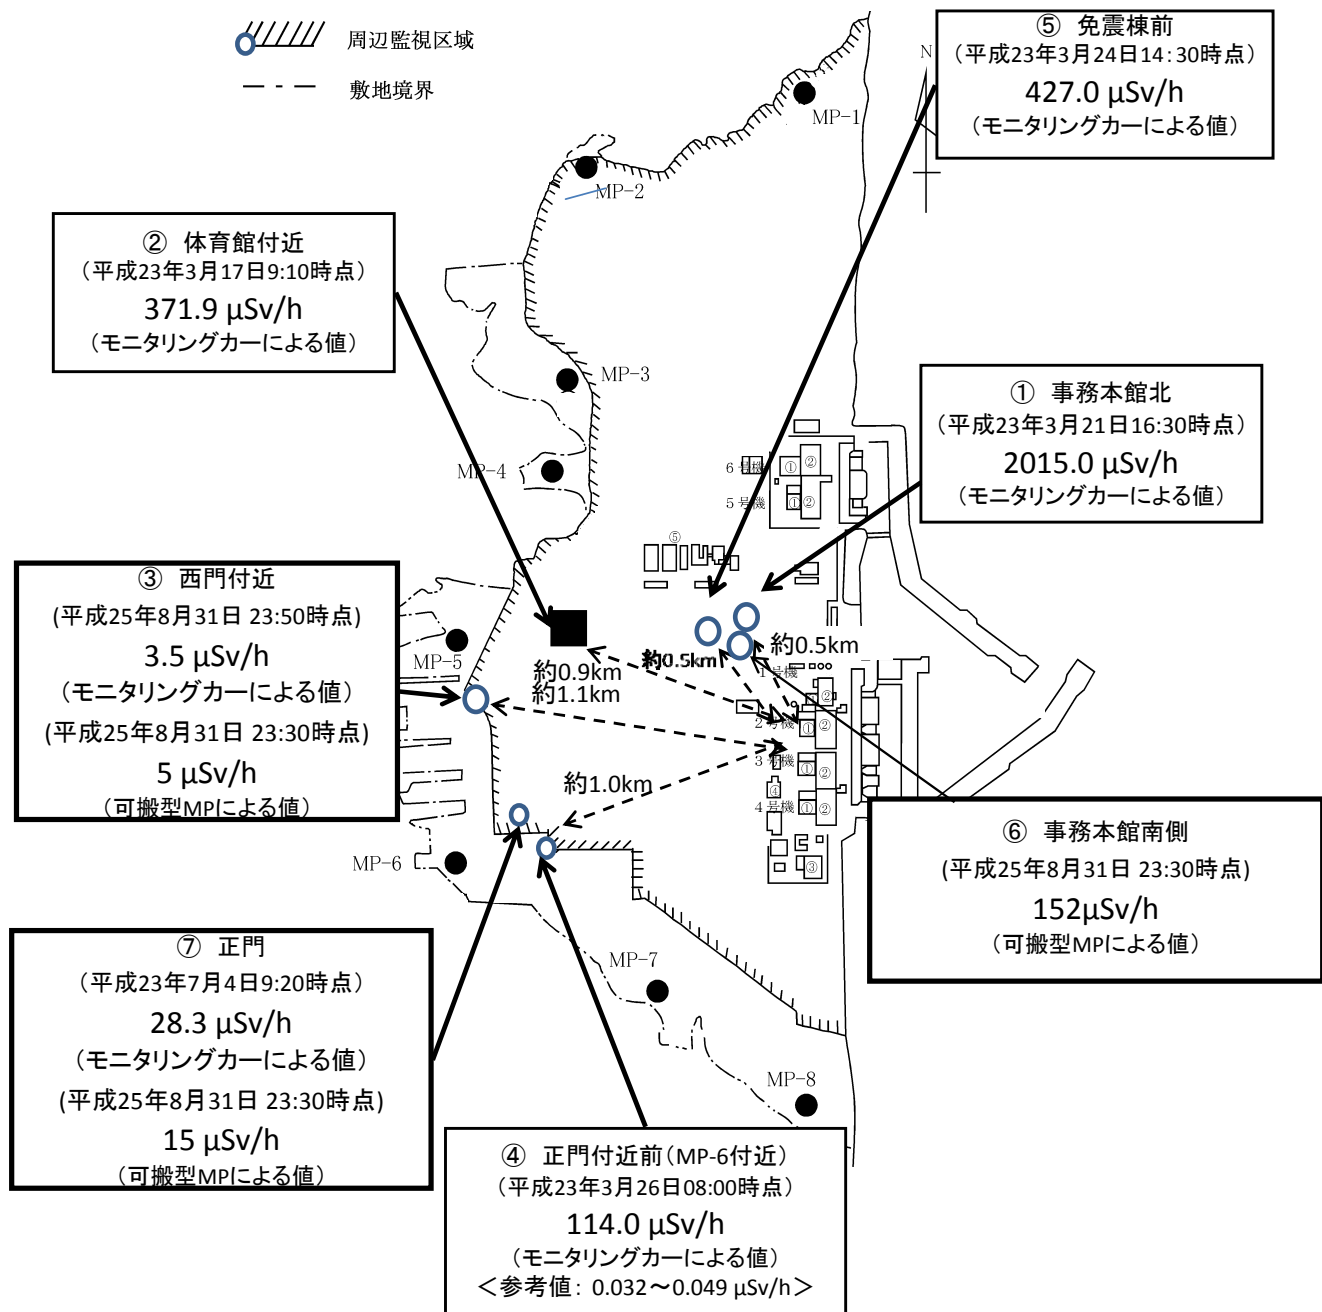 周辺監視区域
敷地境界
⑤ 免震棟前
（平成23年3月24日14：30時点）
427.0 μSv/h
（モニタリングカーによる値）
N
MP-1
MP-2
② 体育館付近
（平成23年3月17日9:10時点）
371.9 μSv/h
（モニタリングカーによる値）
MP-3
① 事務本館北
（平成23年3月21日16:30時点）
2015.0 μSv/h
（モニタリングカーによる値）
MP-4
6号機
①
②
5号機
①
②
⑤
③ 西門付近
(平成25年8月31日 23:50時点)
3.5 μSv/h
（モニタリングカーによる値）
(平成25年8月31日 23:30時点)
5 μSv/h
（可搬型MPによる値）
MP-5
約0.9km
約1.1km
約0.5km
約0.5km
1号機
②
2号機
①
②
3号機
①
②
約1.0km
④
4号機
①
②
③
MP-6
⑥ 事務本館南側
(平成25年8月31日 23:30時点)
152μSv/h
（可搬型MPによる値）
⑦ 正門
（平成23年7月4日9:20時点）
28.3 μSv/h
（モニタリングカーによる値）
(平成25年8月31日 23:30時点)
15 μSv/h
（可搬型MPによる値）
MP-7
MP-8
④ 正門付近前（MP-6付近）
（平成23年3月26日08:00時点）
114.0 μSv/h
（モニタリングカーによる値）
＜参考値： 0.032～0.049 μSv/h＞